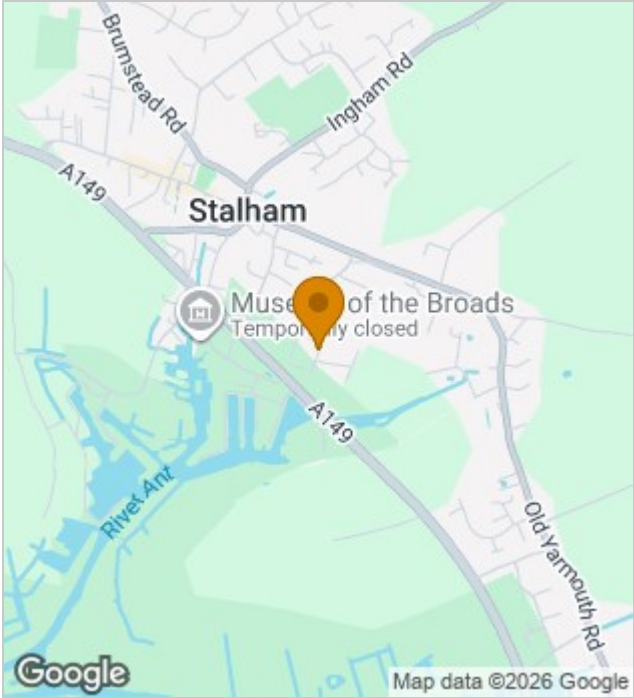 Brumstead Rd
Ingham Rd
A149
Stalham
Museum of the Broads
Temporarily closed
A149
River Ant
Old Yarmouth Rd
Google
Map data ©2026 Google